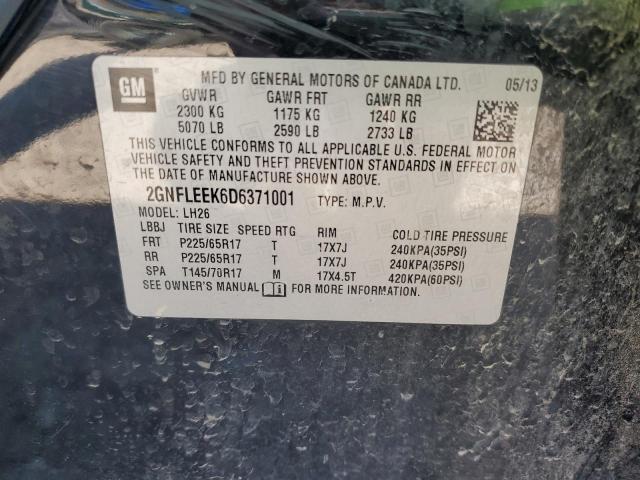 GM
MFD BY GENERAL MOTORS OF CANADA LTD. 05/13
GVWR GAWR FRT GAWR RR
2300 KG 1175 KG 1240 KG
5070 LB 2590 LB 2733 LB
THIS VEHICLE CONFORMS TO ALL APPLICABLE U.S. FEDERAL MOTOR
VEHICLE SAFETY AND THEFT PREVENTION STANDARDS IN EFFECT ON
THE DATE OF MANUFACTURE SHOWN ABOVE.
2GNFLEEK6D6371001 TYPE: M.P.V.
MODEL: LH26
LBBJ TIRE SIZE SPEED RTG RIM COLD TIRE PRESSURE
FRT P225/65R17 T 17X7J 240KPA(35PSI)
RR P225/65R17 T 17X7J 240KPA(35PSI)
SPA T145/70R17 M 17X4.5T 420KPA(60PSI)
SEE OWNER'S MANUAL FOR MORE INFORMATION.